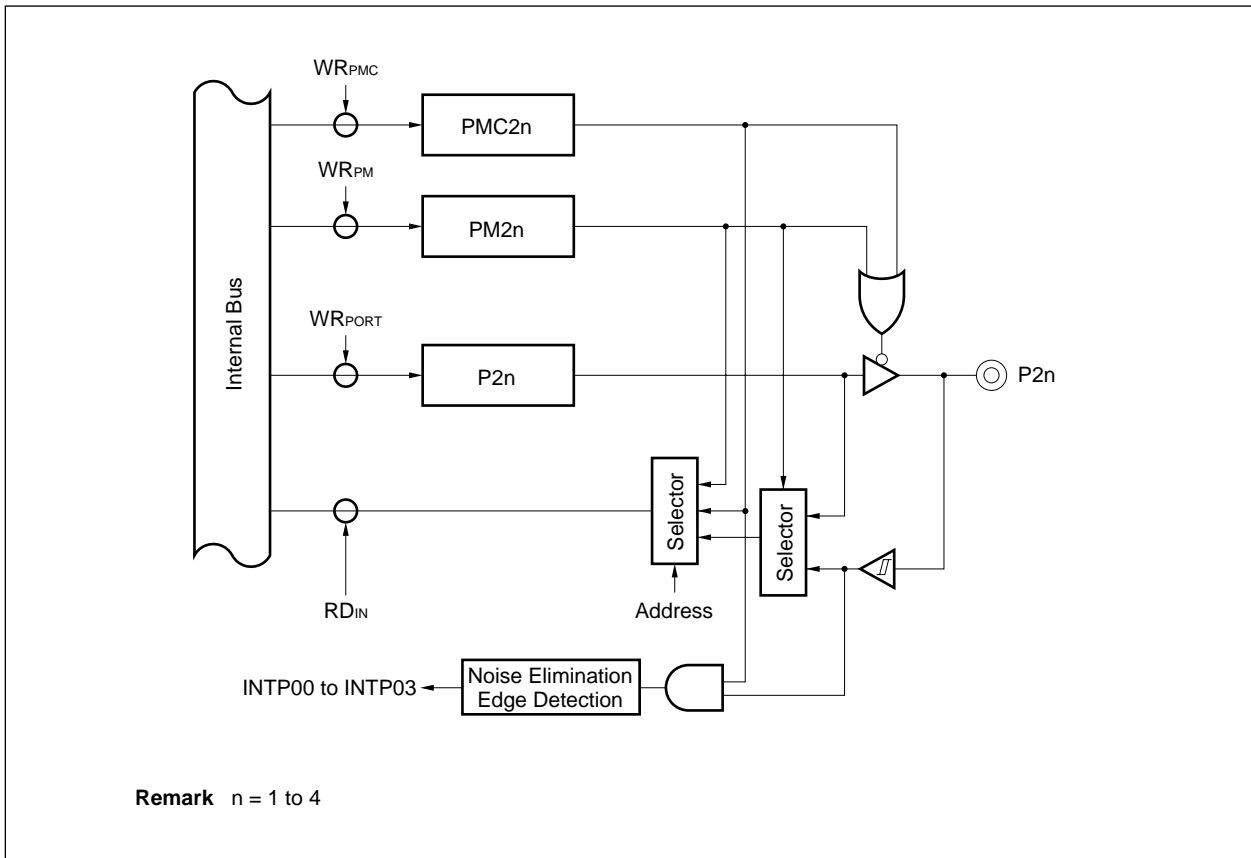 WRPMC
PMC2n
WRPM
PM2n
Internal Bus
WRPORT
P2n
P2n
Selector
Selector
RDIN
Address
INTP00 to INTP03
Noise Elimination
Edge Detection
Remark n = 1 to 4